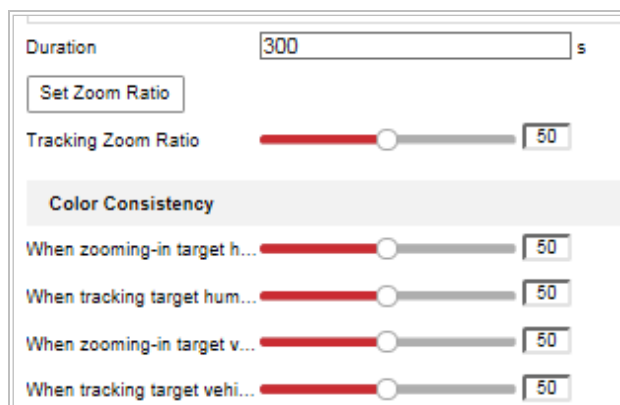 Duration 300 s
Set Zoom Ratio
Tracking Zoom Ratio 50
Color Consistency
When zooming-in target h... 50
When tracking target hum... 50
When zooming-in target v... 50
When tracking target vehi... 50